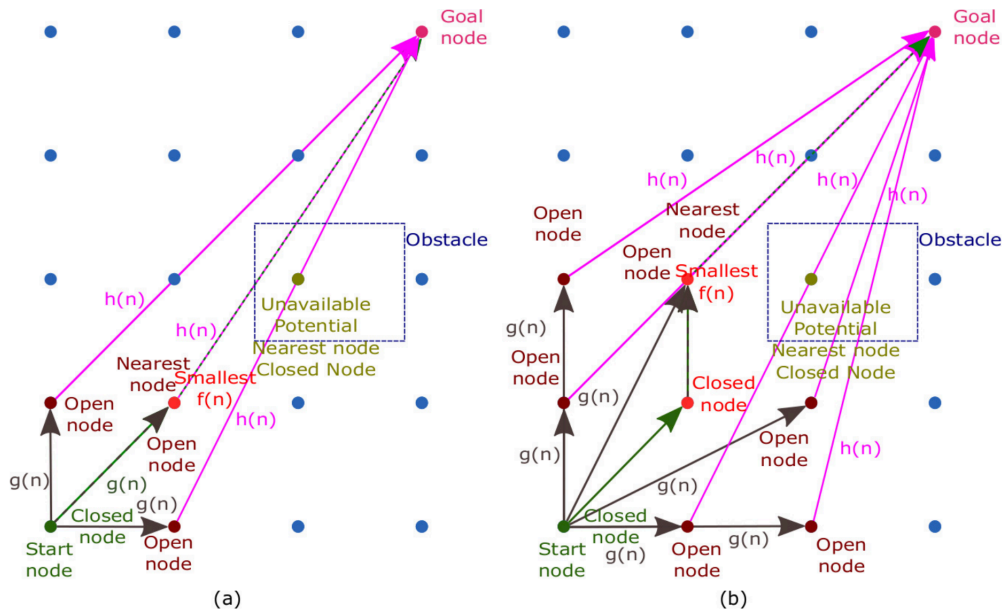 Goal
node
h(n)
h(n)
h(n)
Obstacle
Unavailable
Potential
Nearest node
Closed Node
Nearest
node
Smallest
f(n)
Open
node
Open
node
g(n)
g(n)
g(n)
Closed
node
Start
node
Open
node
(a)
Goal
node
h(n)
h(n)
h(n)
h(n)
Open
node
Nearest
node
Open
node
Smallest
f(n)
Obstacle
Unavailable
Potential
Nearest node
Closed Node
g(n)
Open
node
g(n)
Closed
node
Open
node
g(n)
g(n)
h(n)
Closed
node
Start
node
g(n)
Open
node
g(n)
Open
node
(b)